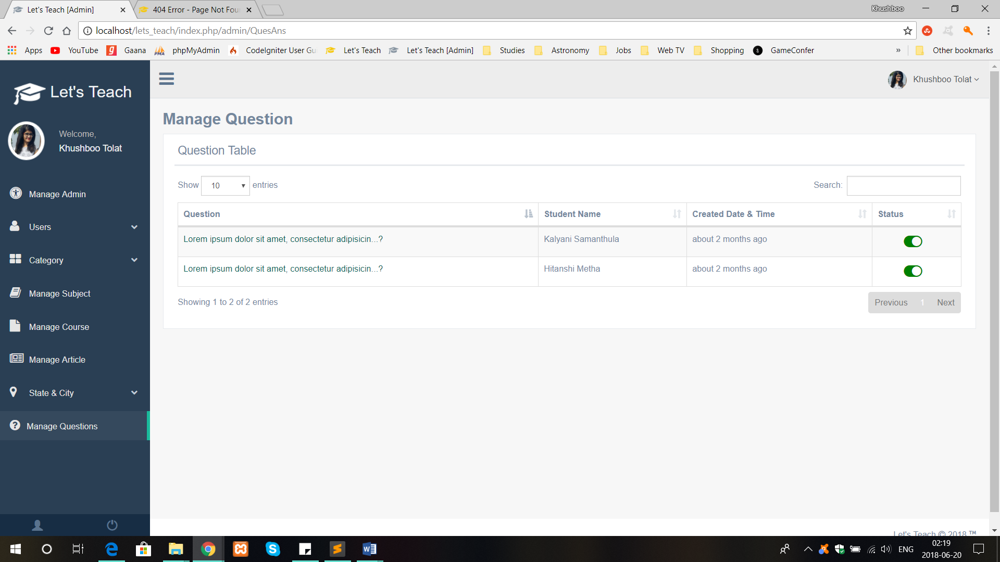 Let's Teach [Admin]
404 Error - Page Not Fou
Khushboo
localhost/lets_teach/index.php/admin/QuesAns
Apps YouTube Gaana phpMyAdmin CodeIgniter User Gu Let's Teach Let's Teach [Admin] Studies Astronomy Jobs Web TV Shopping GameConfer » Other bookmarks
Let's Teach
Welcome,
Khushboo Tolat
Manage Admin
Users
Category
Manage Subject
Manage Course
Manage Article
State & City
Manage Questions
Khushboo Tolat
Manage Question
Question Table
Show 10 entries
Search:
Question Student Name Created Date & Time Status
Lorem ipsum dolor sit amet, consectetur adipisicin...? Kalyani Samanthula about 2 months ago
Lorem ipsum dolor sit amet, consectetur adipisicin...? Hitanshi Metha about 2 months ago
Showing 1 to 2 of 2 entries
Previous 1 Next
Let's Teach © 2018 ™
ENG
02:19
2018-06-20